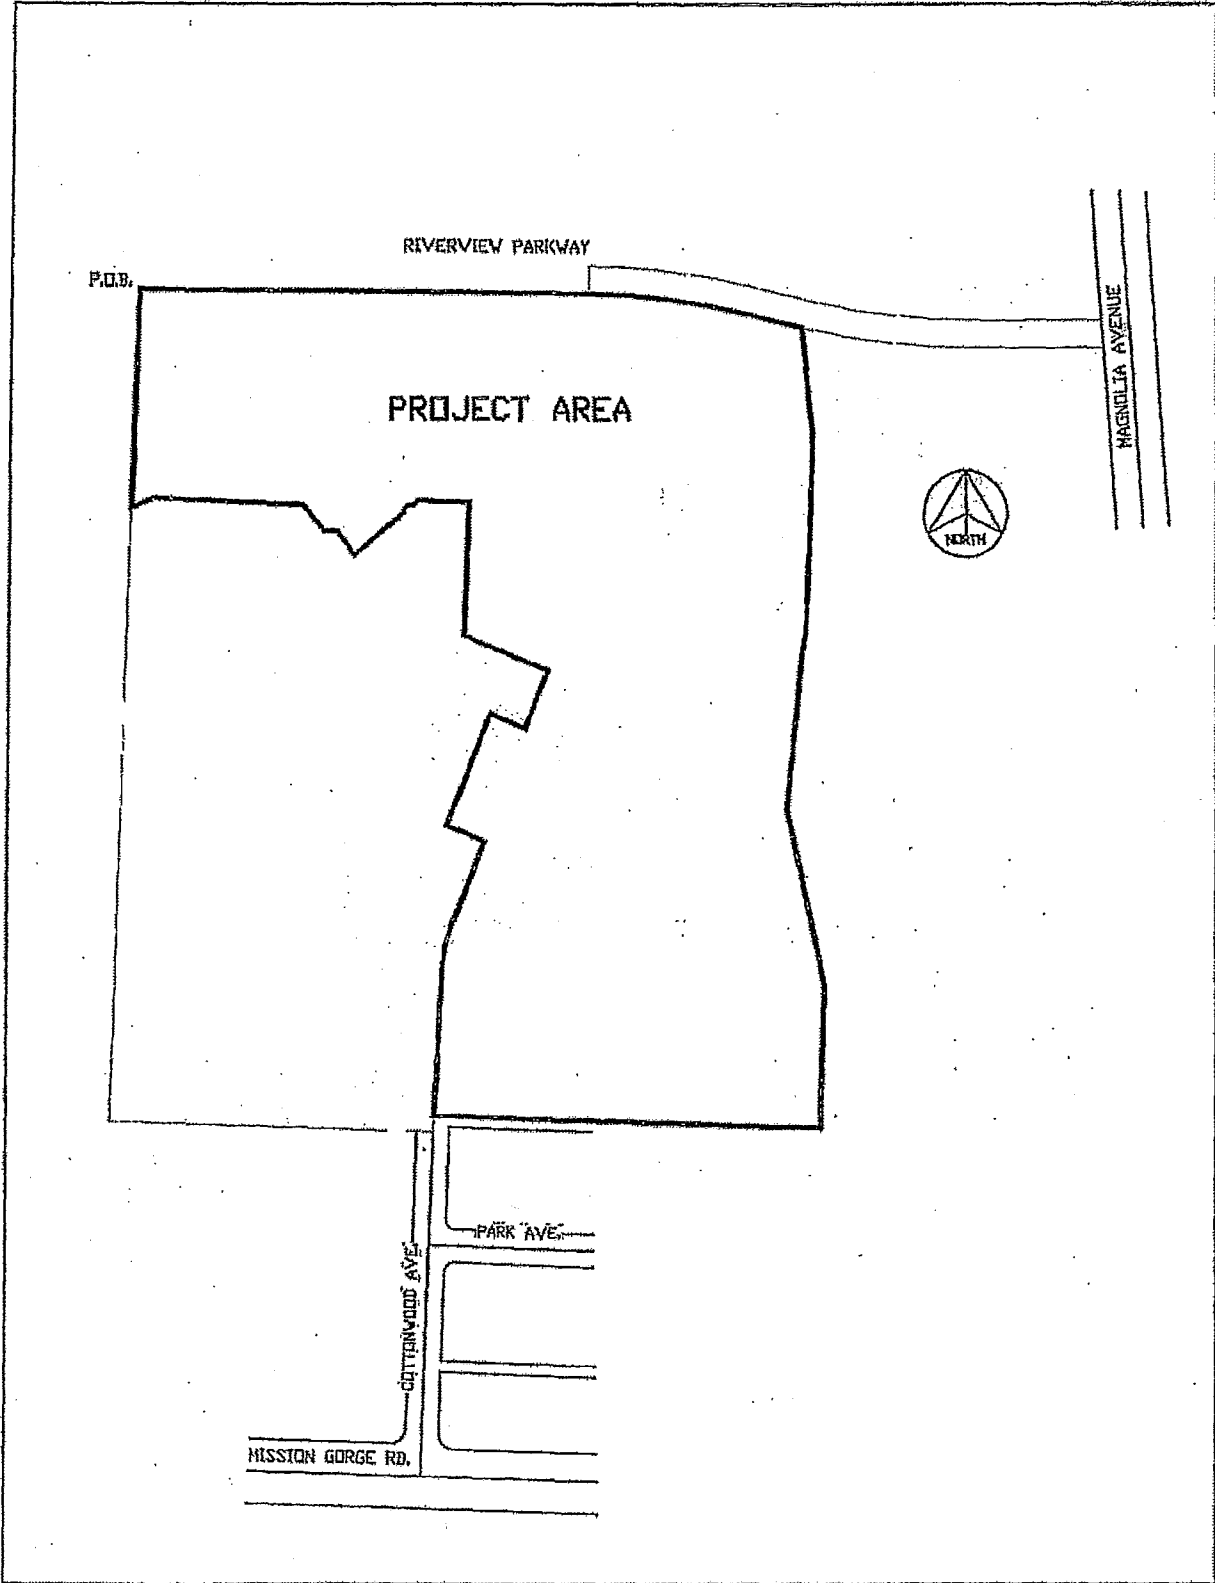 RIVERVIEW PARKWAY
P.O.B.
MAGNOLIA AVENUE
PROJECT AREA
NORTH
PARK AVE.
COTTONWOOD AVE.
MISSION GORGE RD.